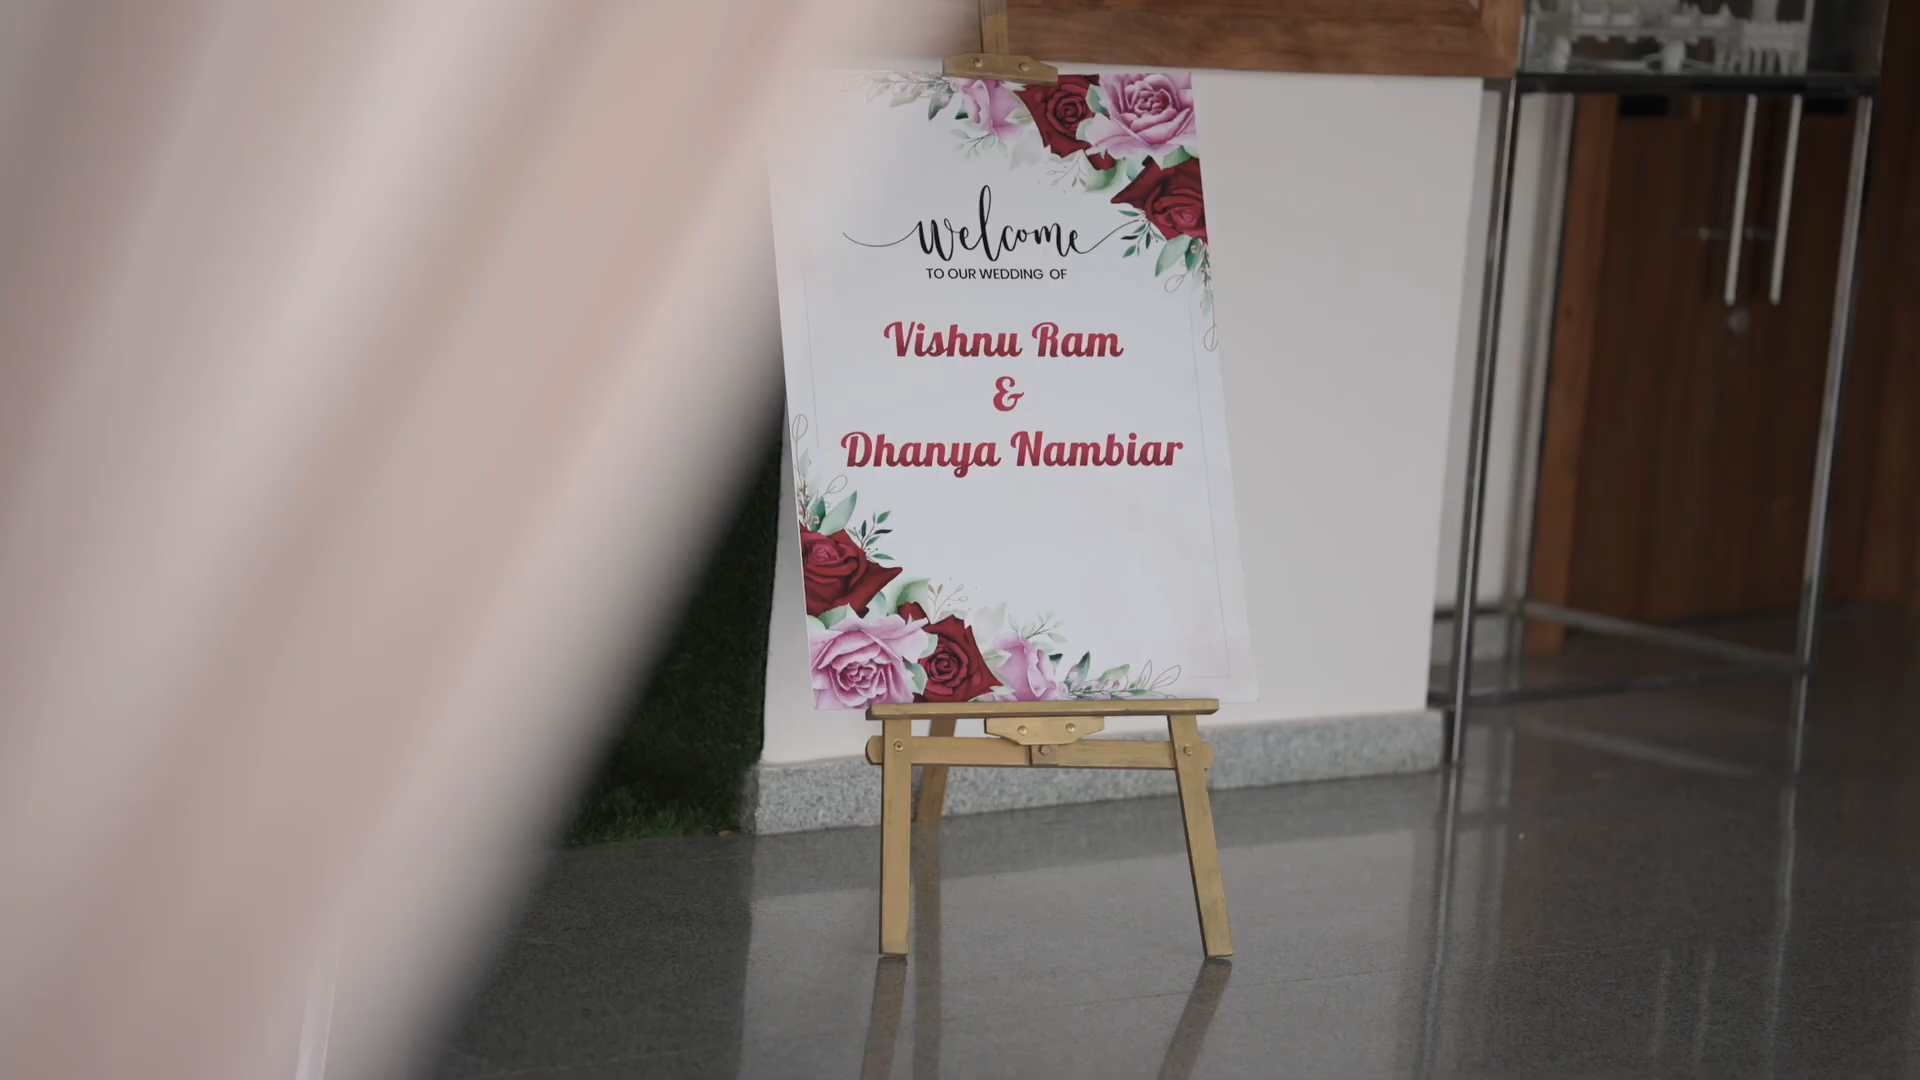 welcome
TO OUR WEDDING OF
Vishnu Ram
&
Dhanya Nambiar